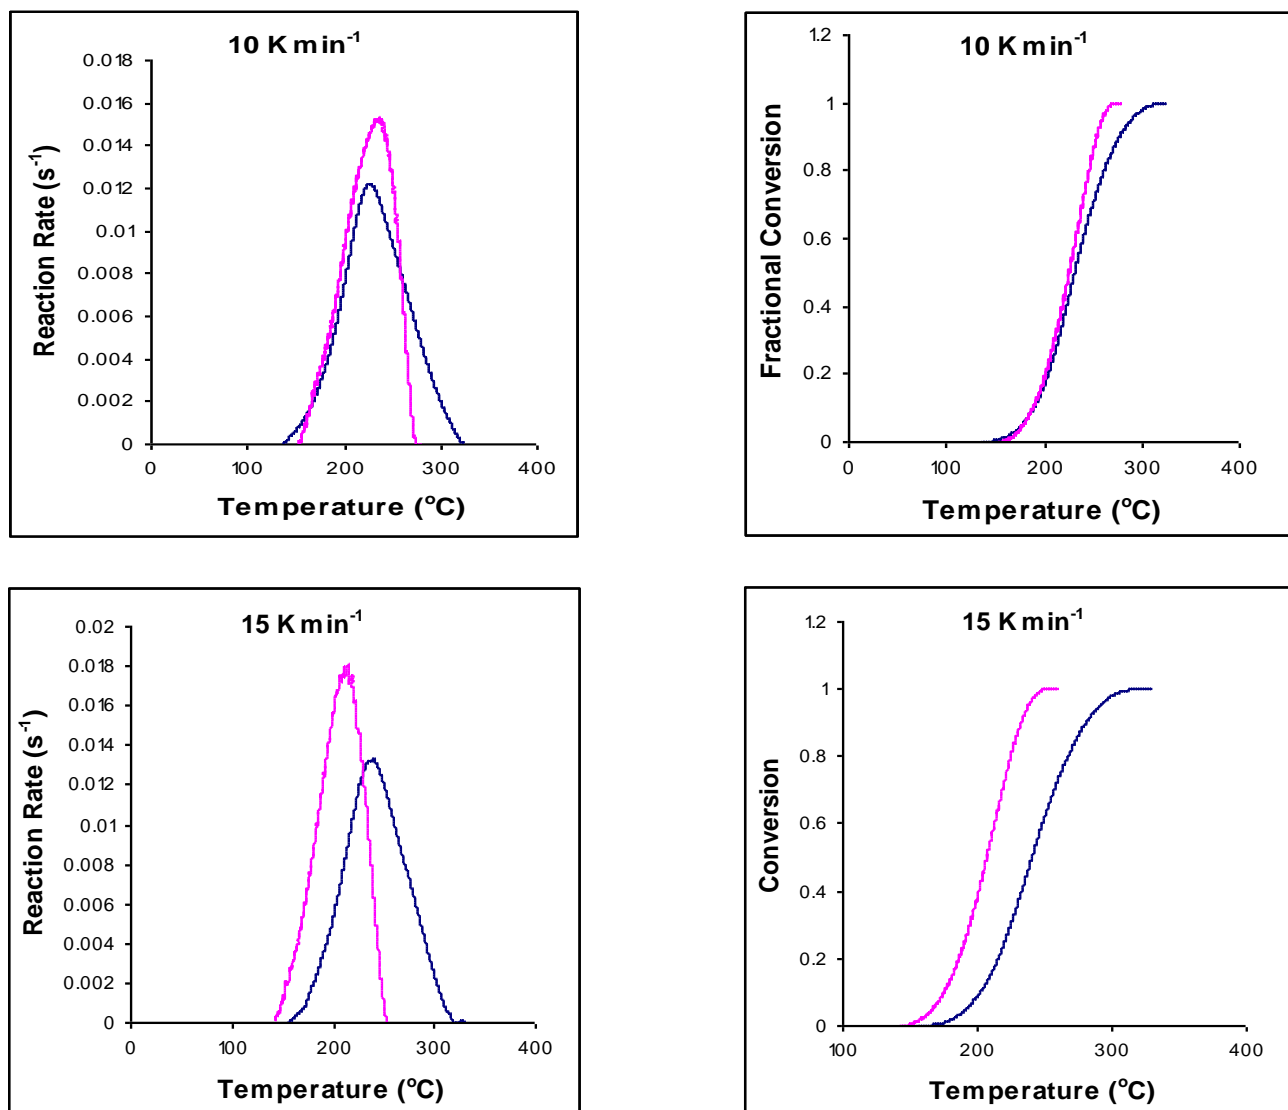 10 K min-1
0.018
0.016
0.014
0.012
0.01
0.008
0.006
0.004
0.002
0
0 100 200 300 400
Reaction Rate (s-1)
Temperature (oC)
10 K min-1
1.2
1
0.8
0.6
0.4
0.2
0
0 100 200 300 400
Fractional Conversion
Temperature (oC)
15 K min-1
0.02
0.018
0.016
0.014
0.012
0.01
0.008
0.006
0.004
0.002
0
0 100 200 300 400
Reaction Rate (s-1)
Temperature (oC)
15 K min-1
1.2
1
0.8
0.6
0.4
0.2
0
100 200 300 400
Conversion
Temperature (oC)